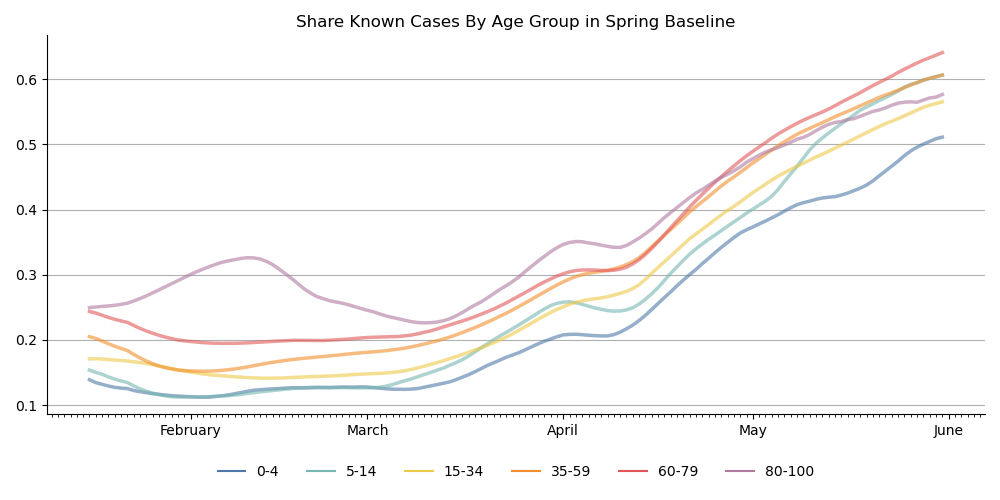 Share Known Cases By Age Group in Spring Baseline
0.6
0.5
0.4
0.3
0.2
0.1
February March April May June
0-4 5-14 15-34 35-59 60-79 80-100